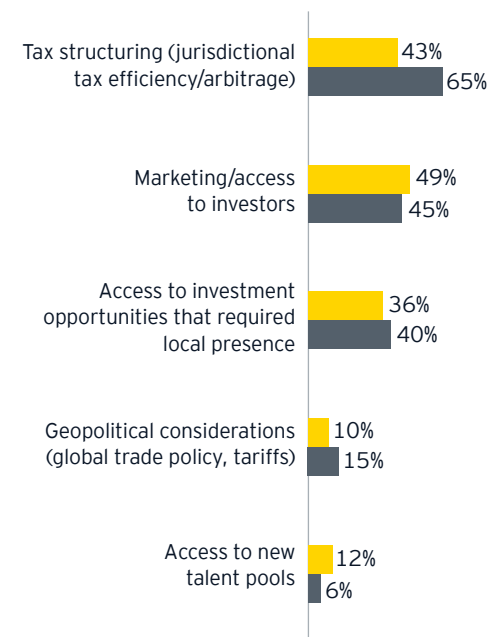 Tax structuring (jurisdictional
tax efficiency/arbitrage)
43%
65%
Marketing/access
to investors
49%
45%
Access to investment
opportunities that required
local presence
36%
40%
Geopolitical considerations
(global trade policy, tariffs)
10%
15%
Access to new
talent pools
12%
6%